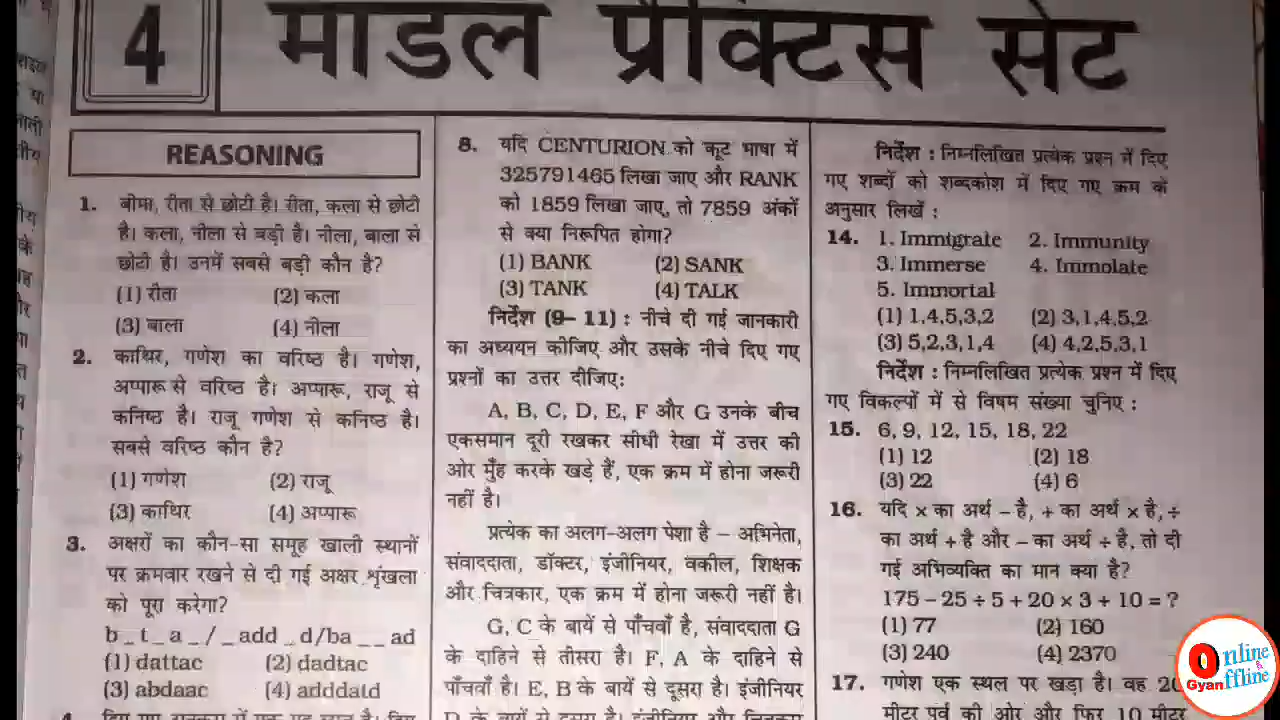 4
माडल प्रैक्टिस सेट
REASONING
1. बीमा, रीता से छोटी है। रीता, कला से छोटी
है। कला, नीला से बड़ी है। नीला, बाला से
छोटी है। उनमें सबसे बड़ी कौन है?
(1) रीता (2) कला
(3) बाला (4) नीला
2. काथिर, गणेश का वरिष्ठ है। गणेश,
अप्पारू से वरिष्ठ है। अप्पारू, राजू से
कनिष्ठ है। राजू गणेश से कनिष्ठ है।
सबसे वरिष्ठ कौन है?
(1) गणेश (2) राजू
(3) काथिर (4) अप्पारू
3. अक्षरों का कौन-सा समूह खाली स्थानों
पर क्रमवार रखने से दी गई अक्षर शृंखला
को पूरा करेगा?
b _ t _ a _ / _ add _ d/ba _ _ ad
(1) dattac (2) dadtac
(3) abdaac (4) adddatd
8. यदि CENTURION को कूट भाषा में
325791465 लिखा जाए और RANK
को 1859 लिखा जाए, तो 7859 अंकों
से क्या निरूपित होगा?
(1) BANK (2) SANK
(3) TANK (4) TALK
निर्देश (9– 11) : नीचे दी गई जानकारी
का अध्ययन कीजिए और उसके नीचे दिए गए
प्रश्नों का उत्तर दीजिए:
A, B, C, D, E, F और G उनके बीच
एकसमान दूरी रखकर सीधी रेखा में उत्तर की
ओर मुँह करके खड़े हैं, एक क्रम में होना जरूरी
नहीं है।
प्रत्येक का अलग-अलग पेशा है – अभिनेता,
संवाददाता, डॉक्टर, इंजीनियर, वकील, शिक्षक
और चित्रकार, एक क्रम में होना जरूरी नहीं है।
G, C के बायें से पाँचवाँ है, संवाददाता G
के दाहिने से तीसरा है। F, A के दाहिने से
पाँचवाँ है। E, B के बायें से दूसरा है। इंजीनियर
D के बायें से दूसरा है। इंजीनियर और चित्रकार
निर्देश : निम्नलिखित प्रत्येक प्रश्न में दिए
गए शब्दों को शब्दकोश में दिए गए क्रम के
अनुसार लिखें :
14. 1. Immigrate 2. Immunity
3. Immerse 4. Immolate
5. Immortal
(1) 1,4,5,3,2 (2) 3,1,4,5,2
(3) 5,2,3,1,4 (4) 4,2,5,3,1
निर्देश : निम्नलिखित प्रत्येक प्रश्न में दिए
गए विकल्पों में से विषम संख्या चुनिए :
15. 6, 9, 12, 15, 18, 22
(1) 12 (2) 18
(3) 22 (4) 6
16. यदि × का अर्थ – है, + का अर्थ × है, ÷
का अर्थ + है और – का अर्थ ÷ है, तो दी
गई अभिव्यक्ति का मान क्या है?
175 – 25 ÷ 5 + 20 × 3 + 10 = ?
(1) 77 (2) 160
(3) 240 (4) 2370
17. गणेश एक स्थल पर खड़ा है। वह 20
मीटर पूर्व की ओर और फिर 10 मीटर
Online
Offline
Gyan